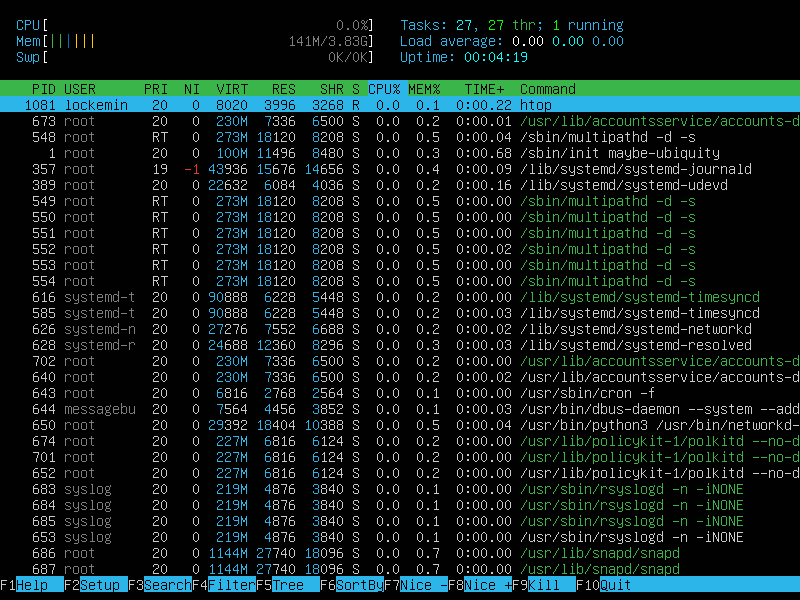 CPU[ 0.0%] Tasks: 27, 27 thr; 1 running
Mem[|||||| 141M/3.83G] Load average: 0.00 0.00 0.00
Swp[ 0K/0K] Uptime: 00:04:19
PID USER PRI NI VIRT RES SHR S CPU% MEM% TIME+ Command
1081 lockemin 20 0 8020 3996 3268 R 0.0 0.1 0:00.22 htop
673 root 20 0 230M 7336 6500 S 0.0 0.2 0:00.01 /usr/lib/accountsservice/accounts-d
548 root RT 0 273M 18120 8208 S 0.0 0.5 0:00.04 /sbin/multipathd -d -s
1 root 20 0 100M 11496 8480 S 0.0 0.3 0:00.68 /sbin/init maybe-ubiquity
357 root 19 -1 43936 15676 14656 S 0.0 0.4 0:00.09 /lib/systemd/systemd-journald
389 root 20 0 22632 6084 4036 S 0.0 0.2 0:00.16 /lib/systemd/systemd-udevd
549 root RT 0 273M 18120 8208 S 0.0 0.5 0:00.00 /sbin/multipathd -d -s
550 root RT 0 273M 18120 8208 S 0.0 0.5 0:00.00 /sbin/multipathd -d -s
551 root RT 0 273M 18120 8208 S 0.0 0.5 0:00.00 /sbin/multipathd -d -s
552 root RT 0 273M 18120 8208 S 0.0 0.5 0:00.02 /sbin/multipathd -d -s
553 root RT 0 273M 18120 8208 S 0.0 0.5 0:00.00 /sbin/multipathd -d -s
554 root RT 0 273M 18120 8208 S 0.0 0.5 0:00.00 /sbin/multipathd -d -s
616 systemd-t 20 0 90888 6228 5448 S 0.0 0.2 0:00.00 /lib/systemd/systemd-timesyncd
585 systemd-t 20 0 90888 6228 5448 S 0.0 0.2 0:00.03 /lib/systemd/systemd-timesyncd
626 systemd-n 20 0 27276 7552 6688 S 0.0 0.2 0:00.02 /lib/systemd/systemd-networkd
628 systemd-r 20 0 24688 12360 8296 S 0.0 0.3 0:00.03 /lib/systemd/systemd-resolved
702 root 20 0 230M 7336 6500 S 0.0 0.2 0:00.00 /usr/lib/accountsservice/accounts-d
640 root 20 0 230M 7336 6500 S 0.0 0.2 0:00.02 /usr/lib/accountsservice/accounts-d
643 root 20 0 6816 2768 2564 S 0.0 0.1 0:00.00 /usr/sbin/cron -f
644 messagebu 20 0 7564 4456 3852 S 0.0 0.1 0:00.03 /usr/bin/dbus-daemon --system --add
650 root 20 0 29392 18404 10388 S 0.0 0.5 0:00.04 /usr/bin/python3 /usr/bin/networkd-
674 root 20 0 227M 6816 6124 S 0.0 0.2 0:00.00 /usr/lib/policykit-1/polkitd --no-d
701 root 20 0 227M 6816 6124 S 0.0 0.2 0:00.00 /usr/lib/policykit-1/polkitd --no-d
652 root 20 0 227M 6816 6124 S 0.0 0.2 0:00.00 /usr/lib/policykit-1/polkitd --no-d
683 syslog 20 0 219M 4876 3840 S 0.0 0.1 0:00.00 /usr/sbin/rsyslogd -n -iNONE
684 syslog 20 0 219M 4876 3840 S 0.0 0.1 0:00.00 /usr/sbin/rsyslogd -n -iNONE
685 syslog 20 0 219M 4876 3840 S 0.0 0.1 0:00.00 /usr/sbin/rsyslogd -n -iNONE
653 syslog 20 0 219M 4876 3840 S 0.0 0.1 0:00.00 /usr/sbin/rsyslogd -n -iNONE
686 root 20 0 1144M 27740 18096 S 0.0 0.7 0:00.00 /usr/lib/snapd/snapd
687 root 20 0 1144M 27740 18096 S 0.0 0.7 0:00.00 /usr/lib/snapd/snapd
F1Help F2Setup F3SearchF4FilterF5Tree F6SortByF7Nice -F8Nice +F9Kill F10Quit